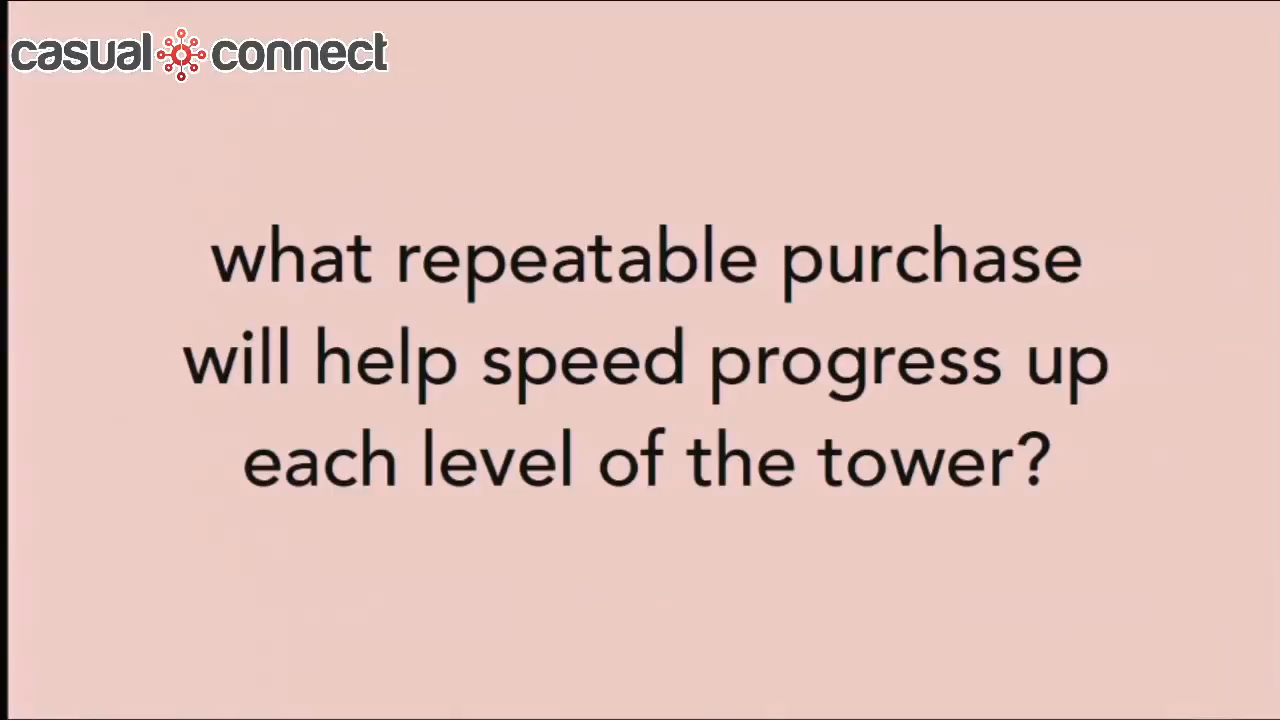 casual connect
what repeatable purchase
will help speed progress up
each level of the tower?